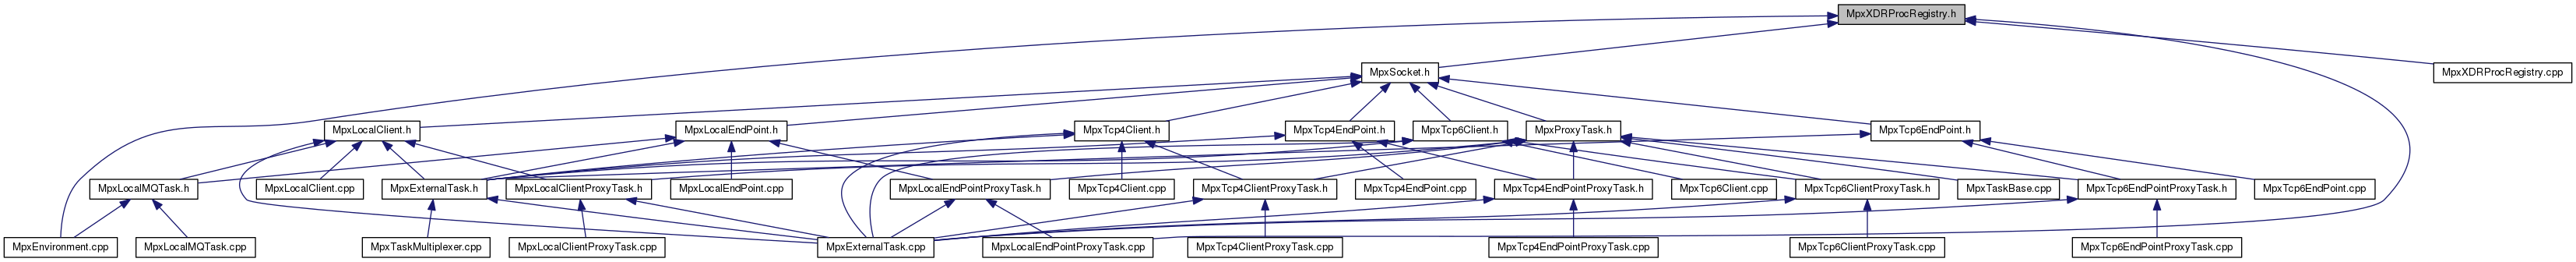 MpxXDRProcRegistry.h
MpxSocket.h
MpxXDRProcRegistry.cpp
MpxLocalClient.h
MpxLocalEndPoint.h
MpxTcp4Client.h
MpxTcp4EndPoint.h
MpxTcp6Client.h
MpxProxyTask.h
MpxTcp6EndPoint.h
MpxLocalMQTask.h
MpxLocalClient.cpp
MpxExternalTask.h
MpxLocalClientProxyTask.h
MpxLocalEndPoint.cpp
MpxLocalEndPointProxyTask.h
MpxTcp4Client.cpp
MpxTcp4ClientProxyTask.h
MpxTcp4EndPoint.cpp
MpxTcp4EndPointProxyTask.h
MpxTcp6Client.cpp
MpxTcp6ClientProxyTask.h
MpxTaskBase.cpp
MpxTcp6EndPointProxyTask.h
MpxTcp6EndPoint.cpp
MpxEnvironment.cpp
MpxLocalMQTask.cpp
MpxTaskMultiplexer.cpp
MpxLocalClientProxyTask.cpp
MpxExternalTask.cpp
MpxLocalEndPointProxyTask.cpp
MpxTcp4ClientProxyTask.cpp
MpxTcp4EndPointProxyTask.cpp
MpxTcp6ClientProxyTask.cpp
MpxTcp6EndPointProxyTask.cpp